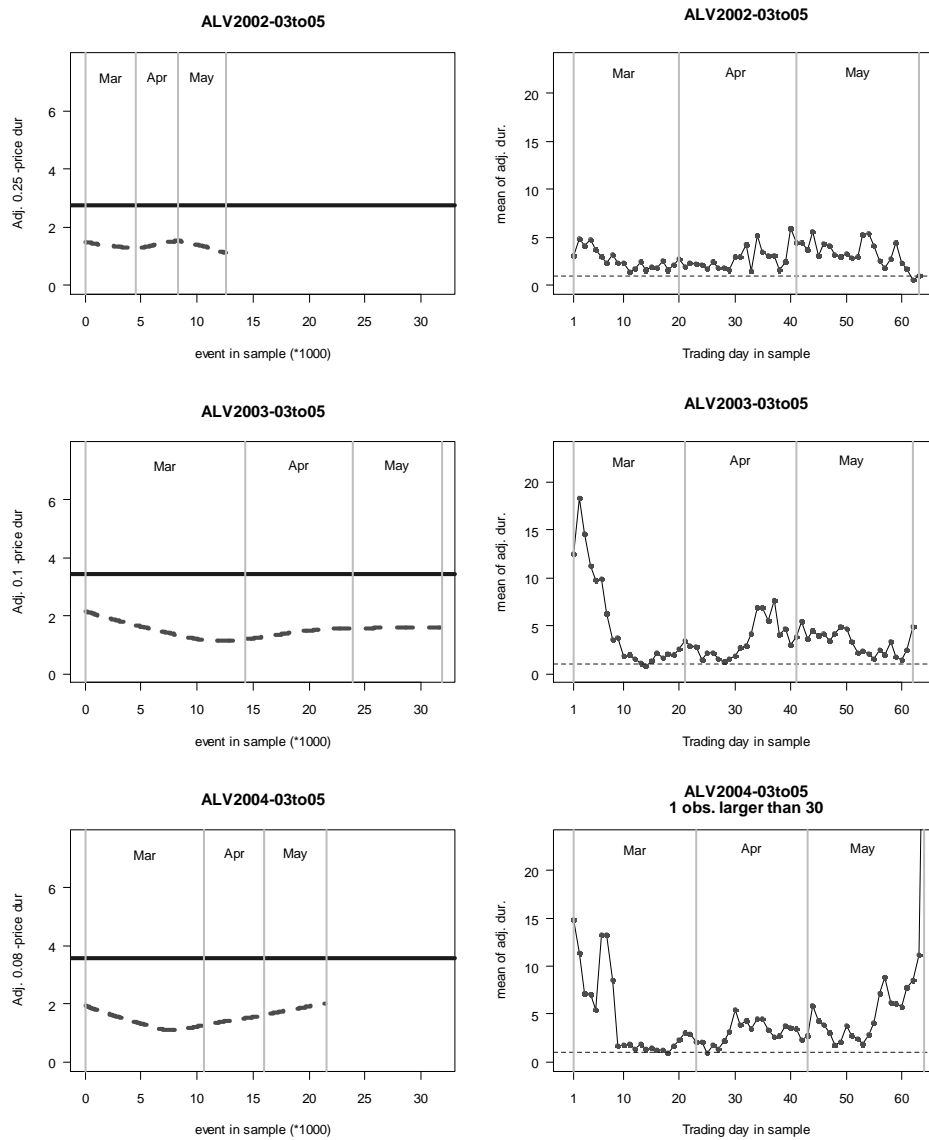 ALV2002-03to05
Adj. 0.25 -price dur
6
4
2
0
Mar Apr May
0 5 10 15 20 25 30
event in sample (*1000)
ALV2002-03to05
mean of adj. dur.
20
15
10
5
0
Mar Apr May
1 10 20 30 40 50 60
Trading day in sample
ALV2003-03to05
Adj. 0.1 -price dur
6
4
2
0
Mar Apr May
0 5 10 15 20 25 30
event in sample (*1000)
ALV2003-03to05
mean of adj. dur.
20
15
10
5
0
Mar Apr May
1 10 20 30 40 50 60
Trading day in sample
ALV2004-03to05
Adj. 0.08 -price dur
6
4
2
0
Mar Apr May
0 5 10 15 20 25 30
event in sample (*1000)
ALV2004-03to05
1 obs. larger than 30
mean of adj. dur.
20
15
10
5
0
Mar Apr May
1 10 20 30 40 50 60
Trading day in sample